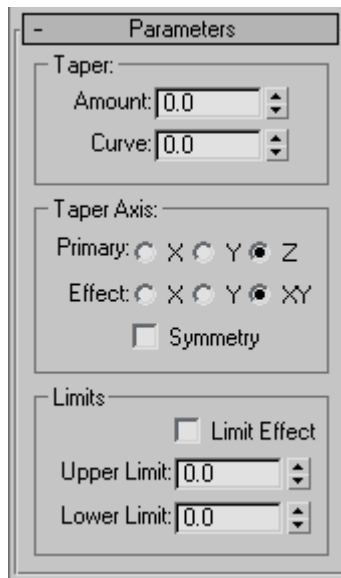 - Parameters
Taper:
Amount: 0.0
Curve: 0.0
Taper Axis:
Primary: X Y Z
Effect: X Y XY
Symmetry
Limits
Limit Effect
Upper Limit: 0.0
Lower Limit: 0.0